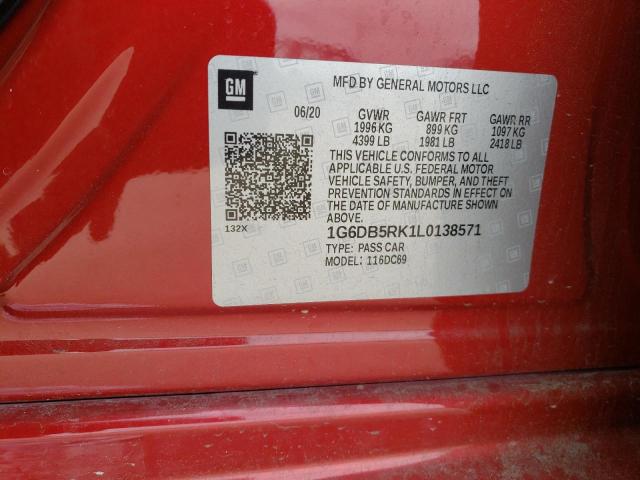 GM
MFD BY GENERAL MOTORS LLC
06/20 GVWR GAWR FRT GAWR RR
1996 KG 899 KG 1097 KG
4399 LB 1981 LB 2418 LB
THIS VEHICLE CONFORMS TO ALL
APPLICABLE U.S. FEDERAL MOTOR
VEHICLE SAFETY, BUMPER, AND THEFT
PREVENTION STANDARDS IN EFFECT ON
THE DATE OF MANUFACTURE SHOWN
ABOVE.
132X 1G6DB5RK1L0138571
TYPE: PASS CAR
MODEL: 116DC69